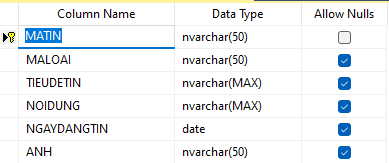 Column Name Data Type Allow Nulls
MATIN nvarchar(50)
MALOAI nvarchar(50)
TIEUDETIN nvarchar(MAX)
NOIDUNG nvarchar(MAX)
NGAYDANGTIN date
ANH nvarchar(50)